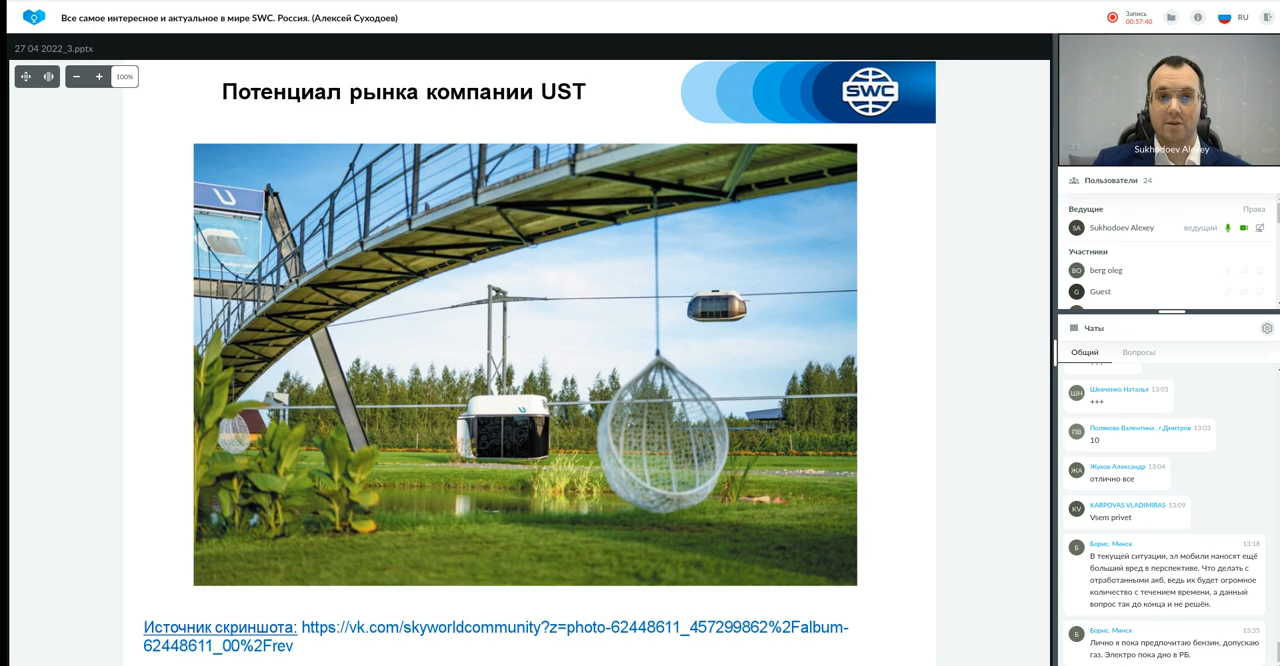 Все самое интересное и актуальное в мире SWC. Россия. (Алексей Суходоев)
Запись
00:57:40
RU
27 04 2022_3.pptx
100%
Потенциал рынка компании UST
SWC
U
Источник скриншота: https://vk.com/skyworldcommunity?z=photo-62448611_457299862%2Falbum-
62448611_00%2Frev
Sukhodoev Alexey
Пользователи 24
Ведущие
Права
SA Sukhodoev Alexey ведущий
Участники
BO berg oleg
G Guest
Чаты
Общий Вопросы
ШН Шевченко Наталья 13:03
+++
ПВ Полякова Валентина , г.Дмитров 13:03
10
ЖА Жуков Александр 13:04
отлично все
KV KARPOVAS VLADIMIRAS 13:09
Vsem privet
Б Борис. Минск 13:18
В текущей ситуации, эл мобили наносят ещё
больший вред в перспективе. Что делать с
отработанными акб, ведь их будет огромное
количество с течением времени, а данный
вопрос так до конца и не решён.
Б Борис. Минск 13:55
Лично я пока предпочитаю бензин, допускаю
газ. Электро пока дно в РБ.